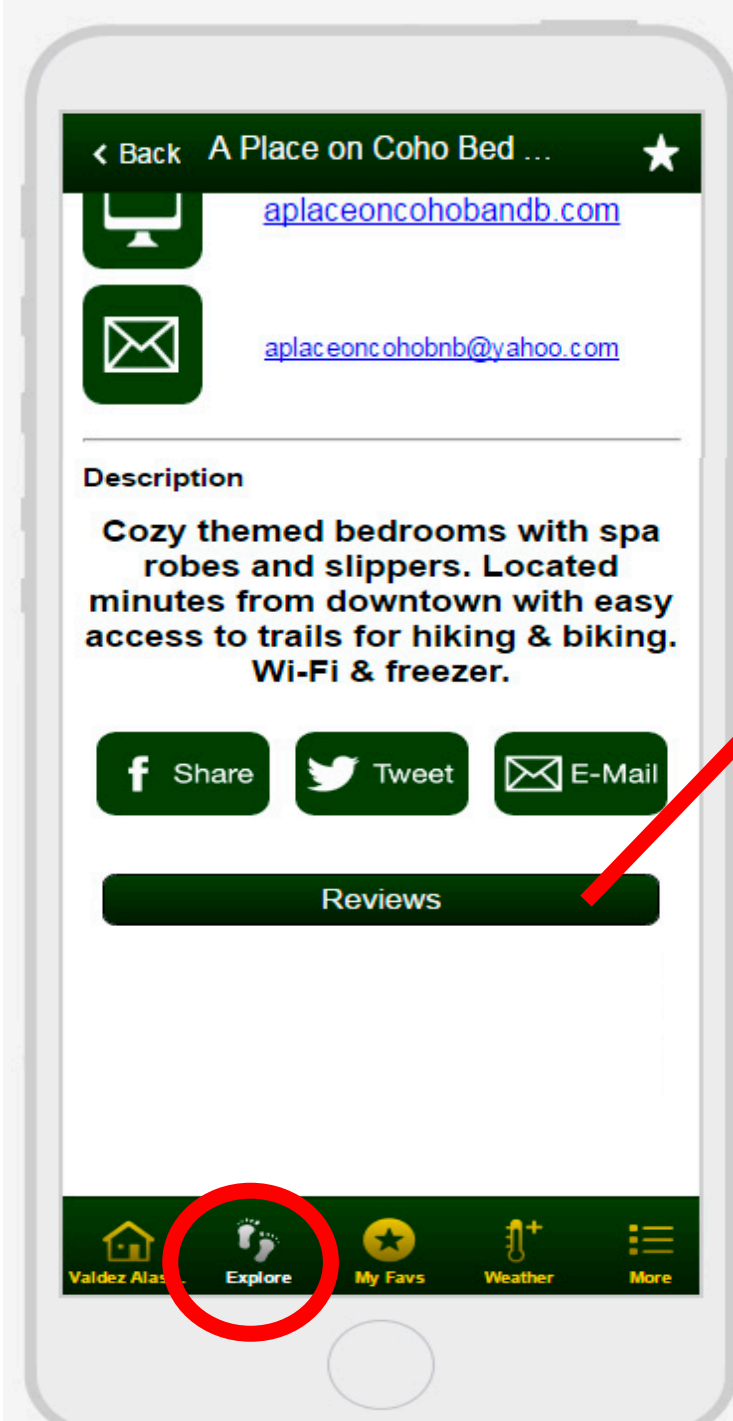 Back A Place on Coho Bed ...
aplaceoncohobandb.com
aplaceoncohobnb@yahoo.com
Description
Cozy themed bedrooms with spa
robes and slippers. Located
minutes from downtown with easy
access to trails for hiking & biking.
Wi-Fi & freezer.
f Share Tweet E-Mail
Reviews
Valdez Alas... Explore My Favs Weather More